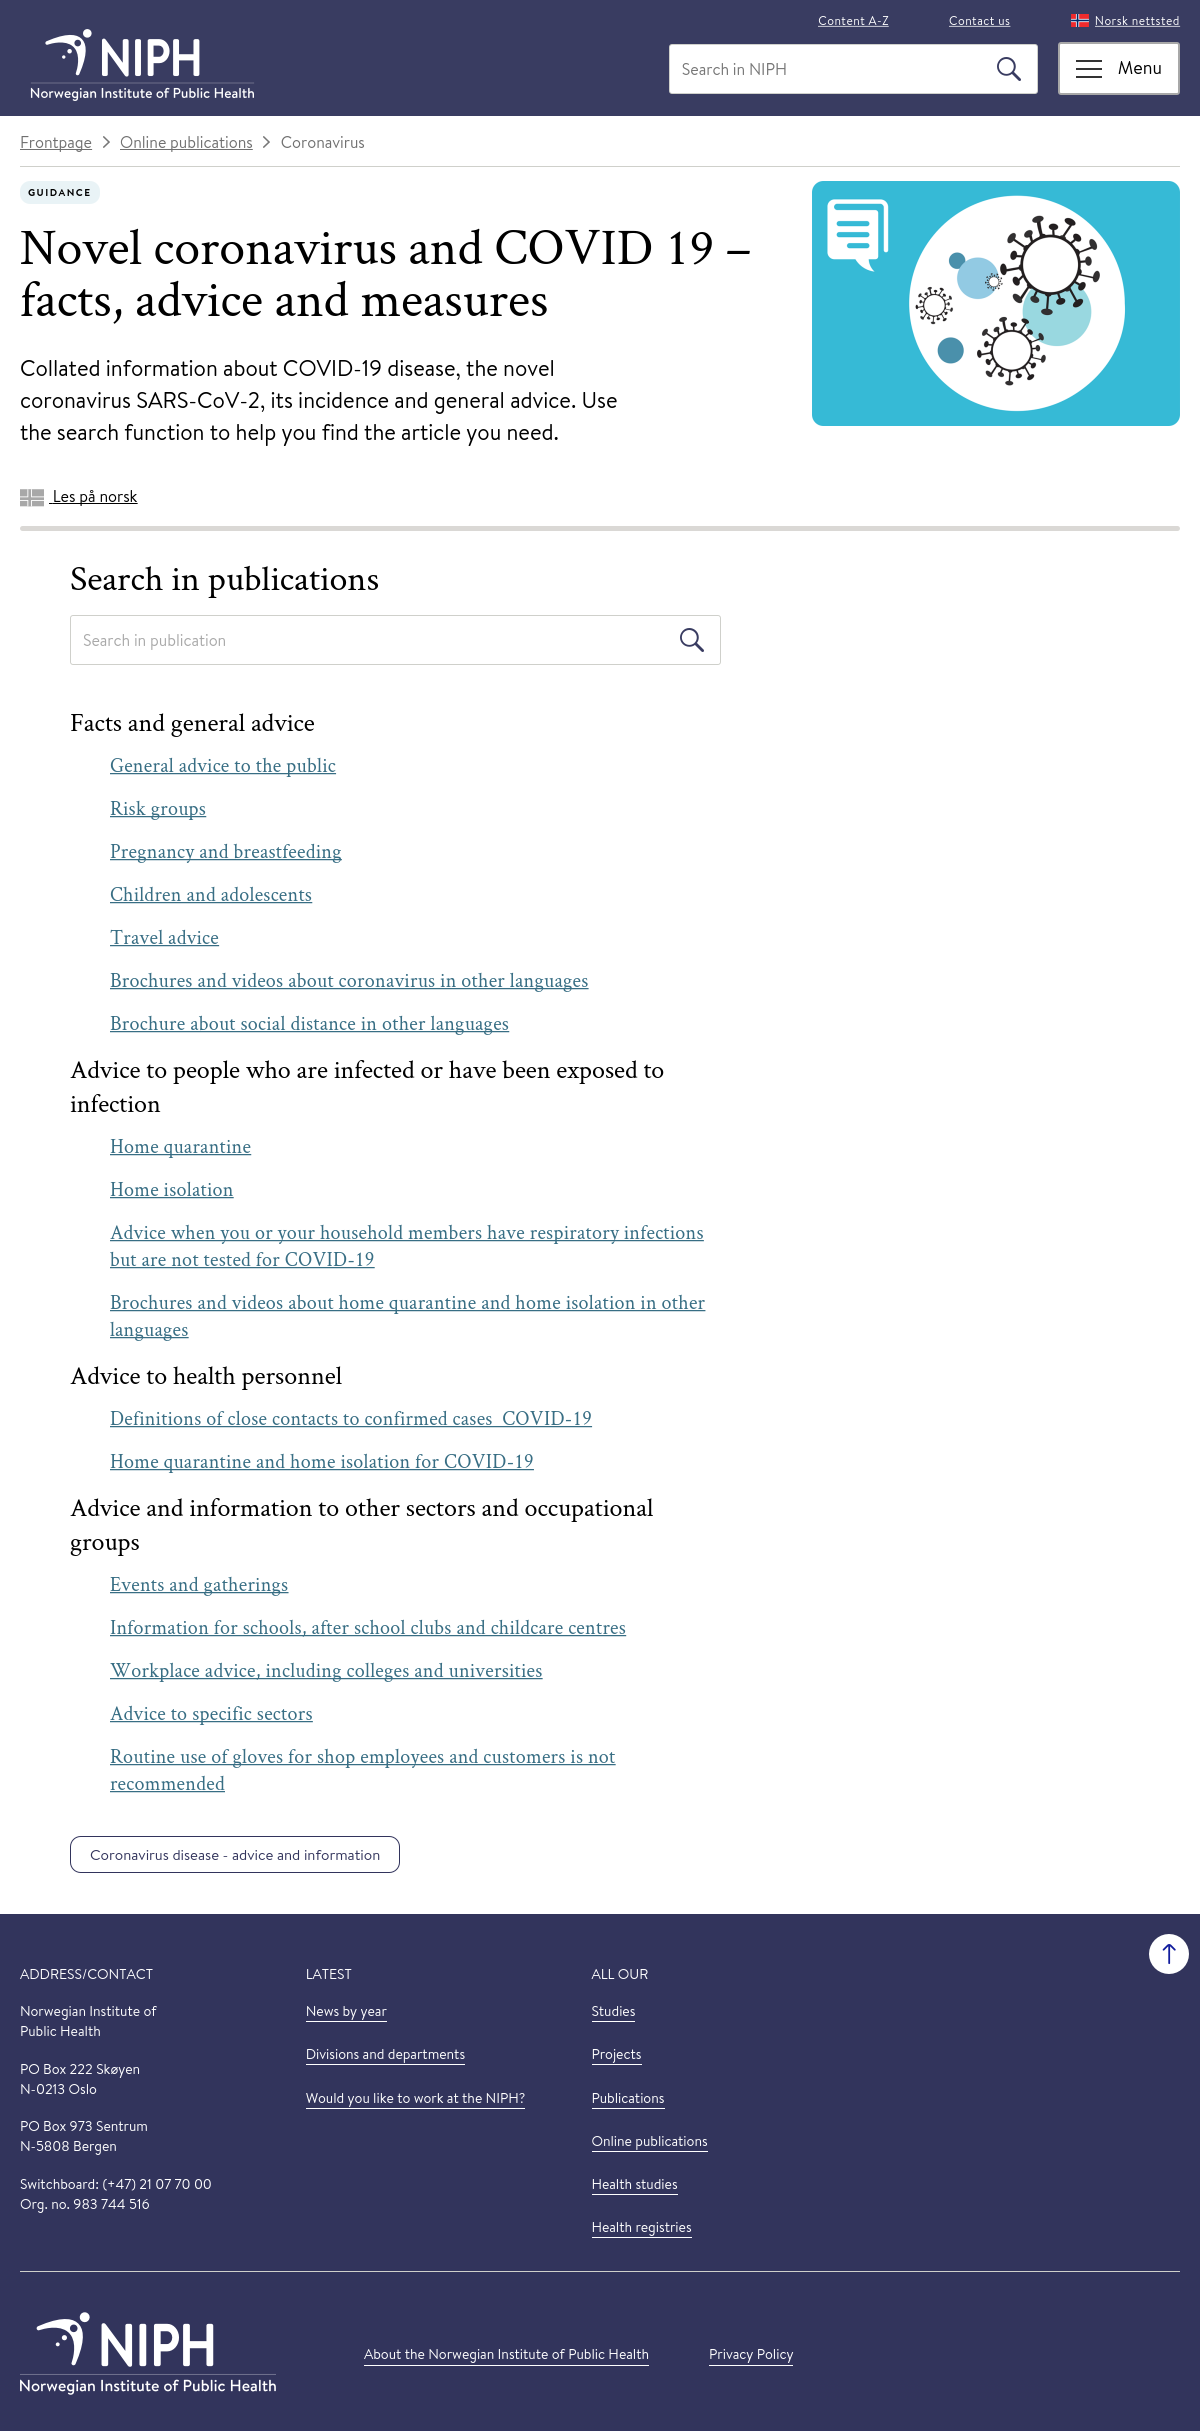 Content A-Z
Contact us
Norsk nettsted
NIPH
Norwegian Institute of Public Health
Search in NIPH
Menu
Frontpage
Online publications
Coronavirus
GUIDANCE
Novel coronavirus and COVID 19 –
facts, advice and measures
Collated information about COVID-19 disease, the novel
coronavirus SARS-CoV-2, its incidence and general advice. Use
the search function to help you find the article you need.
Les på norsk
Search in publications
Search in publication
Facts and general advice
General advice to the public
Risk groups
Pregnancy and breastfeeding
Children and adolescents
Travel advice
Brochures and videos about coronavirus in other languages
Brochure about social distance in other languages
Advice to people who are infected or have been exposed to
infection
Home quarantine
Home isolation
Advice when you or your household members have respiratory infections
but are not tested for COVID-19
Brochures and videos about home quarantine and home isolation in other
languages
Advice to health personnel
Definitions of close contacts to confirmed cases  COVID-19
Home quarantine and home isolation for COVID-19
Advice and information to other sectors and occupational
groups
Events and gatherings
Information for schools, after school clubs and childcare centres
Workplace advice, including colleges and universities
Advice to specific sectors
Routine use of gloves for shop employees and customers is not
recommended
Coronavirus disease - advice and information
ADDRESS/CONTACT
Norwegian Institute of
Public Health
PO Box 222 Skøyen
N-0213 Oslo
PO Box 973 Sentrum
N-5808 Bergen
Switchboard: (+47) 21 07 70 00
Org. no. 983 744 516
LATEST
News by year
Divisions and departments
Would you like to work at the NIPH?
ALL OUR
Studies
Projects
Publications
Online publications
Health studies
Health registries
NIPH
Norwegian Institute of Public Health
About the Norwegian Institute of Public Health
Privacy Policy